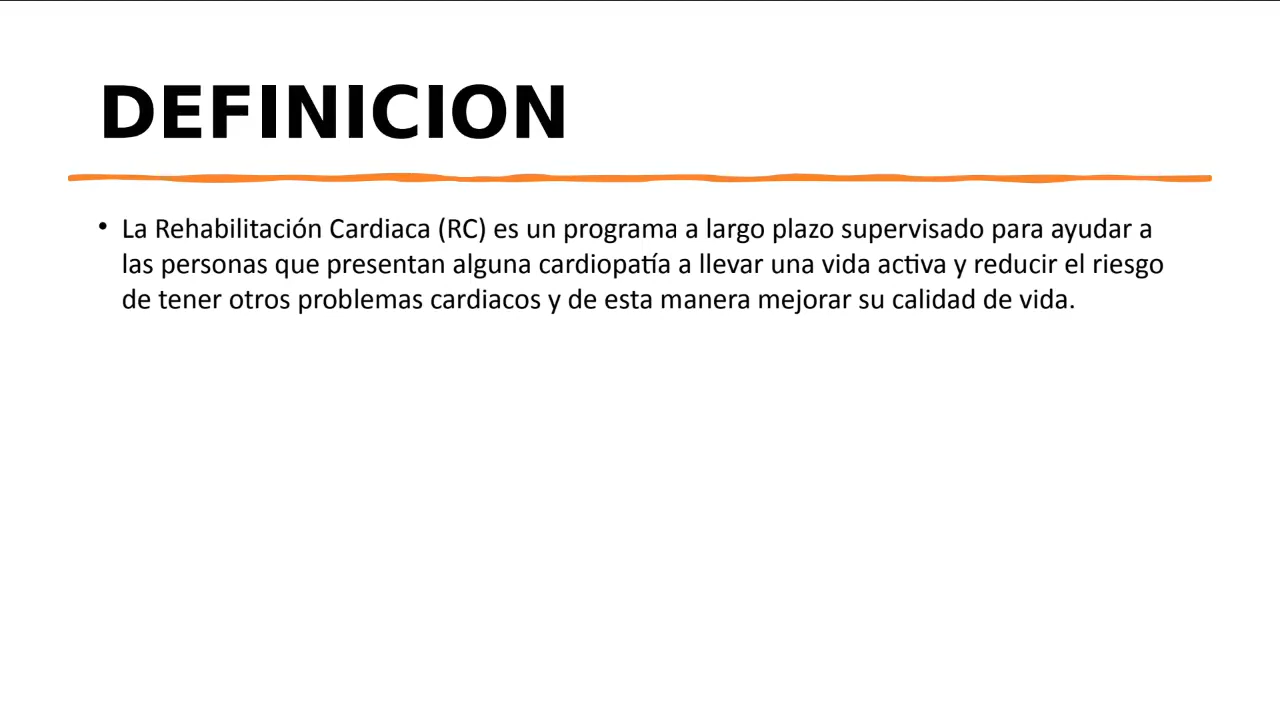 DEFINICION
• La Rehabilitación Cardiaca (RC) es un programa a largo plazo supervisado para ayudar a
las personas que presentan alguna cardiopatía a llevar una vida activa y reducir el riesgo
de tener otros problemas cardiacos y de esta manera mejorar su calidad de vida.